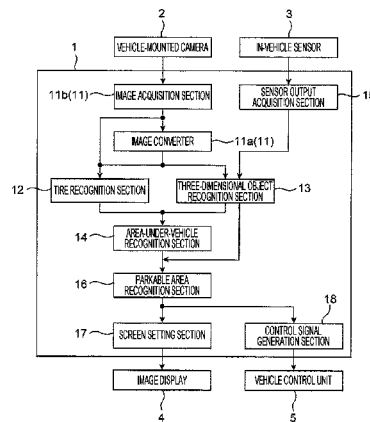 2
3
VEHICLE-MOUNTED CAMERA
IN-VEHICLE SENSOR
1
11b(11)
IMAGE ACQUISITION SECTION
SENSOR OUTPUT
ACQUISITION SECTION
IMAGE CONVERTER
11a(11)
12
TIRE RECOGNITION SECTION
THREE-DIMENSIONAL OBJECT
RECOGNITION SECTION
13
14
AREA-UNDER-VEHICLE
RECOGNITION SECTION
16
PARKABLE AREA
RECOGNITION SECTION
18
17
SCREEN SETTING SECTION
CONTROL SIGNAL
GENERATION SECTION
IMAGE DISPLAY
VEHICLE CONTROL UNIT
4
5